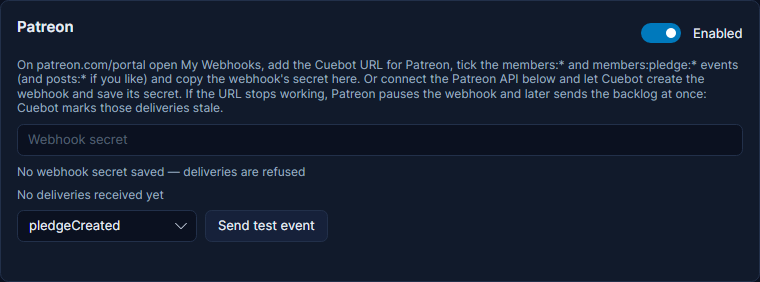 Patreon
Enabled
On patreon.com/portal open My Webhooks, add the Cuebot URL for Patreon, tick the members:* and members:pledge:* events
(and posts:* if you like) and copy the webhook's secret here. Or connect the Patreon API below and let Cuebot create the
webhook and save its secret. If the URL stops working, Patreon pauses the webhook and later sends the backlog at once:
Cuebot marks those deliveries stale.
Webhook secret
No webhook secret saved — deliveries are refused
No deliveries received yet
pledgeCreated
Send test event